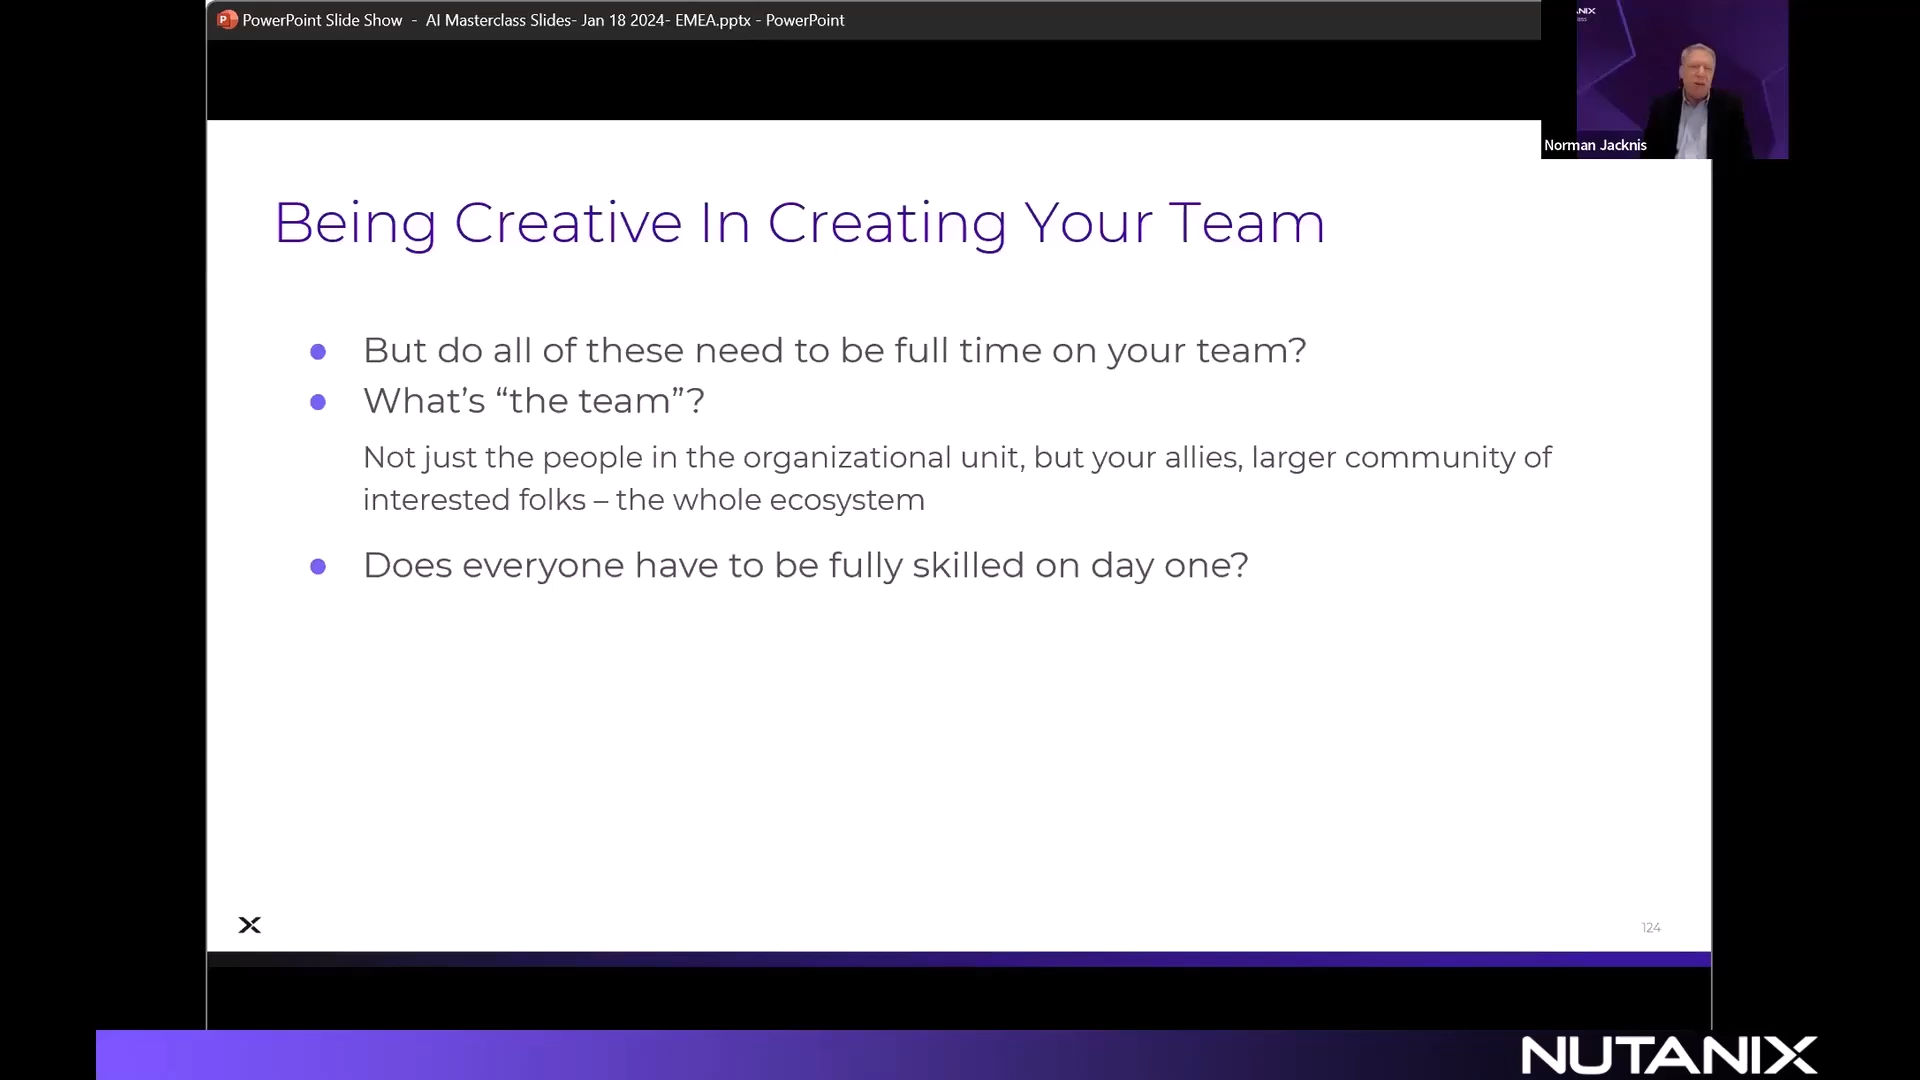 PowerPoint Slide Show - AI Masterclass Slides- Jan 18 2024- EMEA.pptx - PowerPoint
Norman Jacknis
Being Creative In Creating Your Team
But do all of these need to be full time on your team?
What’s “the team”?
Not just the people in the organizational unit, but your allies, larger community of
interested folks – the whole ecosystem
Does everyone have to be fully skilled on day one?
124
NUTANIX